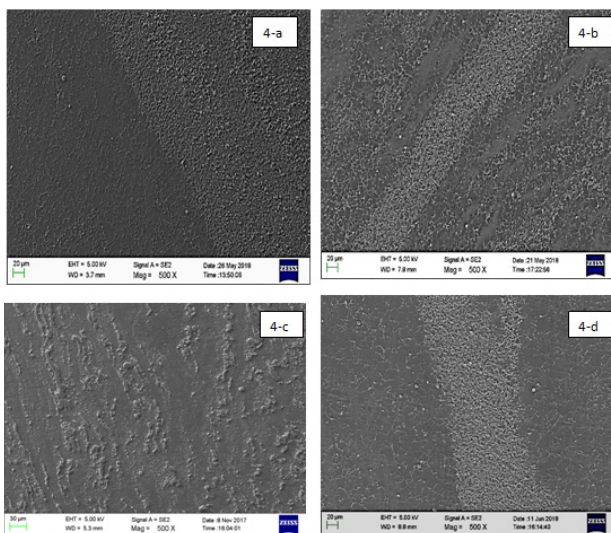 4-a
20 µm EHT = 5.00 kV Signal A = SE2 Date :26 May 2018
WD = 3.7 mm Mag = 500 X Time :13:50:08
ZEISS
4-b
20 µm EHT = 5.00 kV Signal A = SE2 Date :21 May 2018
WD = 7.8 mm Mag = 500 X Time :17:22:56
ZEISS
4-c
30 µm EHT = 5.00 kV Signal A = SE2 Date :8 Nov 2017
WD = 5.3 mm Mag = 500 X Time :16:04:01
ZEISS
4-d
20 µm EHT = 5.00 kV Signal A = SE2 Date :11 Jun 2018
WD = 8.8 mm Mag = 500 X Time :16:14:43
ZEISS